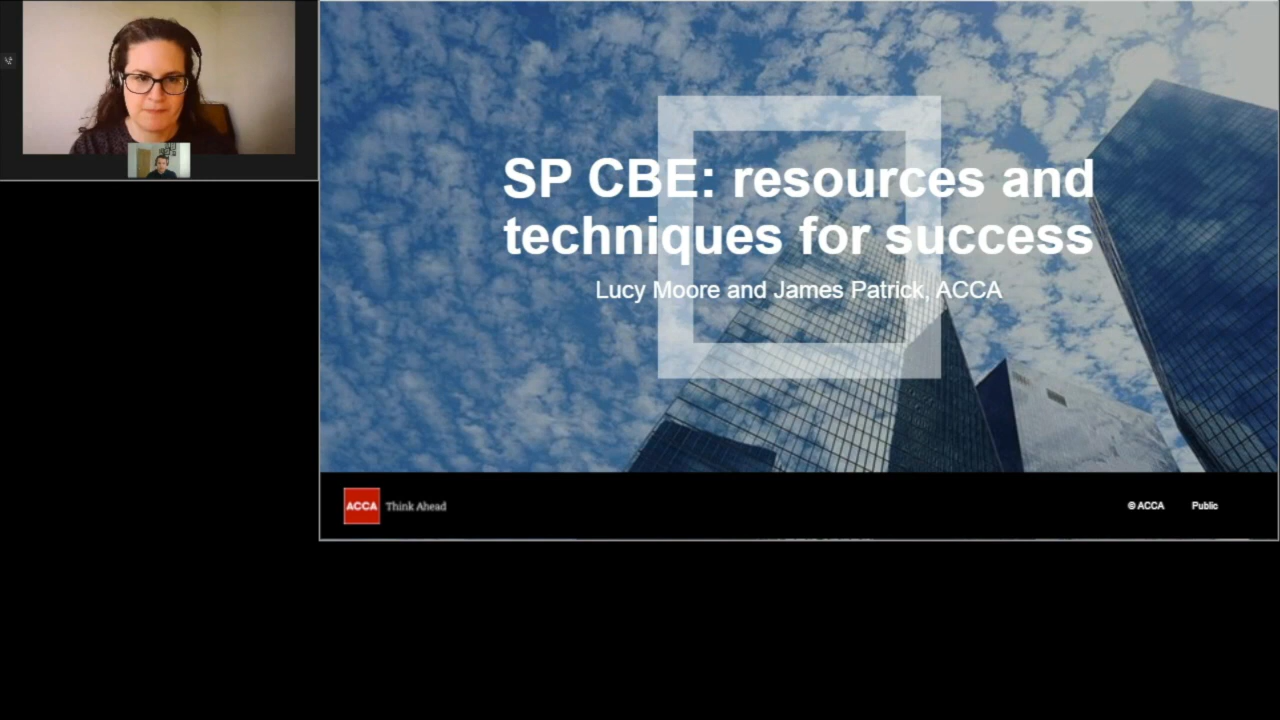 SP CBE: resources and
techniques for success
Lucy Moore and James Patrick, ACCA
ACCA
Think Ahead
© ACCA
Public